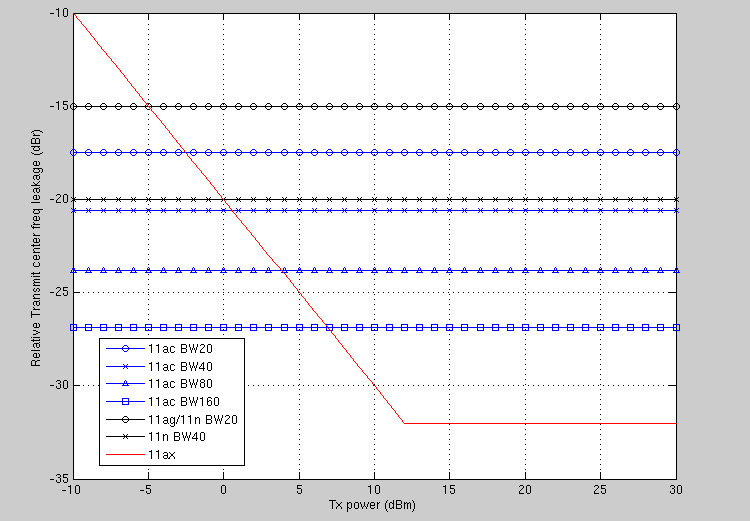 Relative Transmit center freq leakage (dBr)
-10
-15
-20
-25
-30
-35
11ac BW20
11ac BW40
11ac BW80
11ac BW160
11ag/11n BW20
11n BW40
11ax
-10 -5 0 5 10 15 20 25 30
Tx power (dBm)